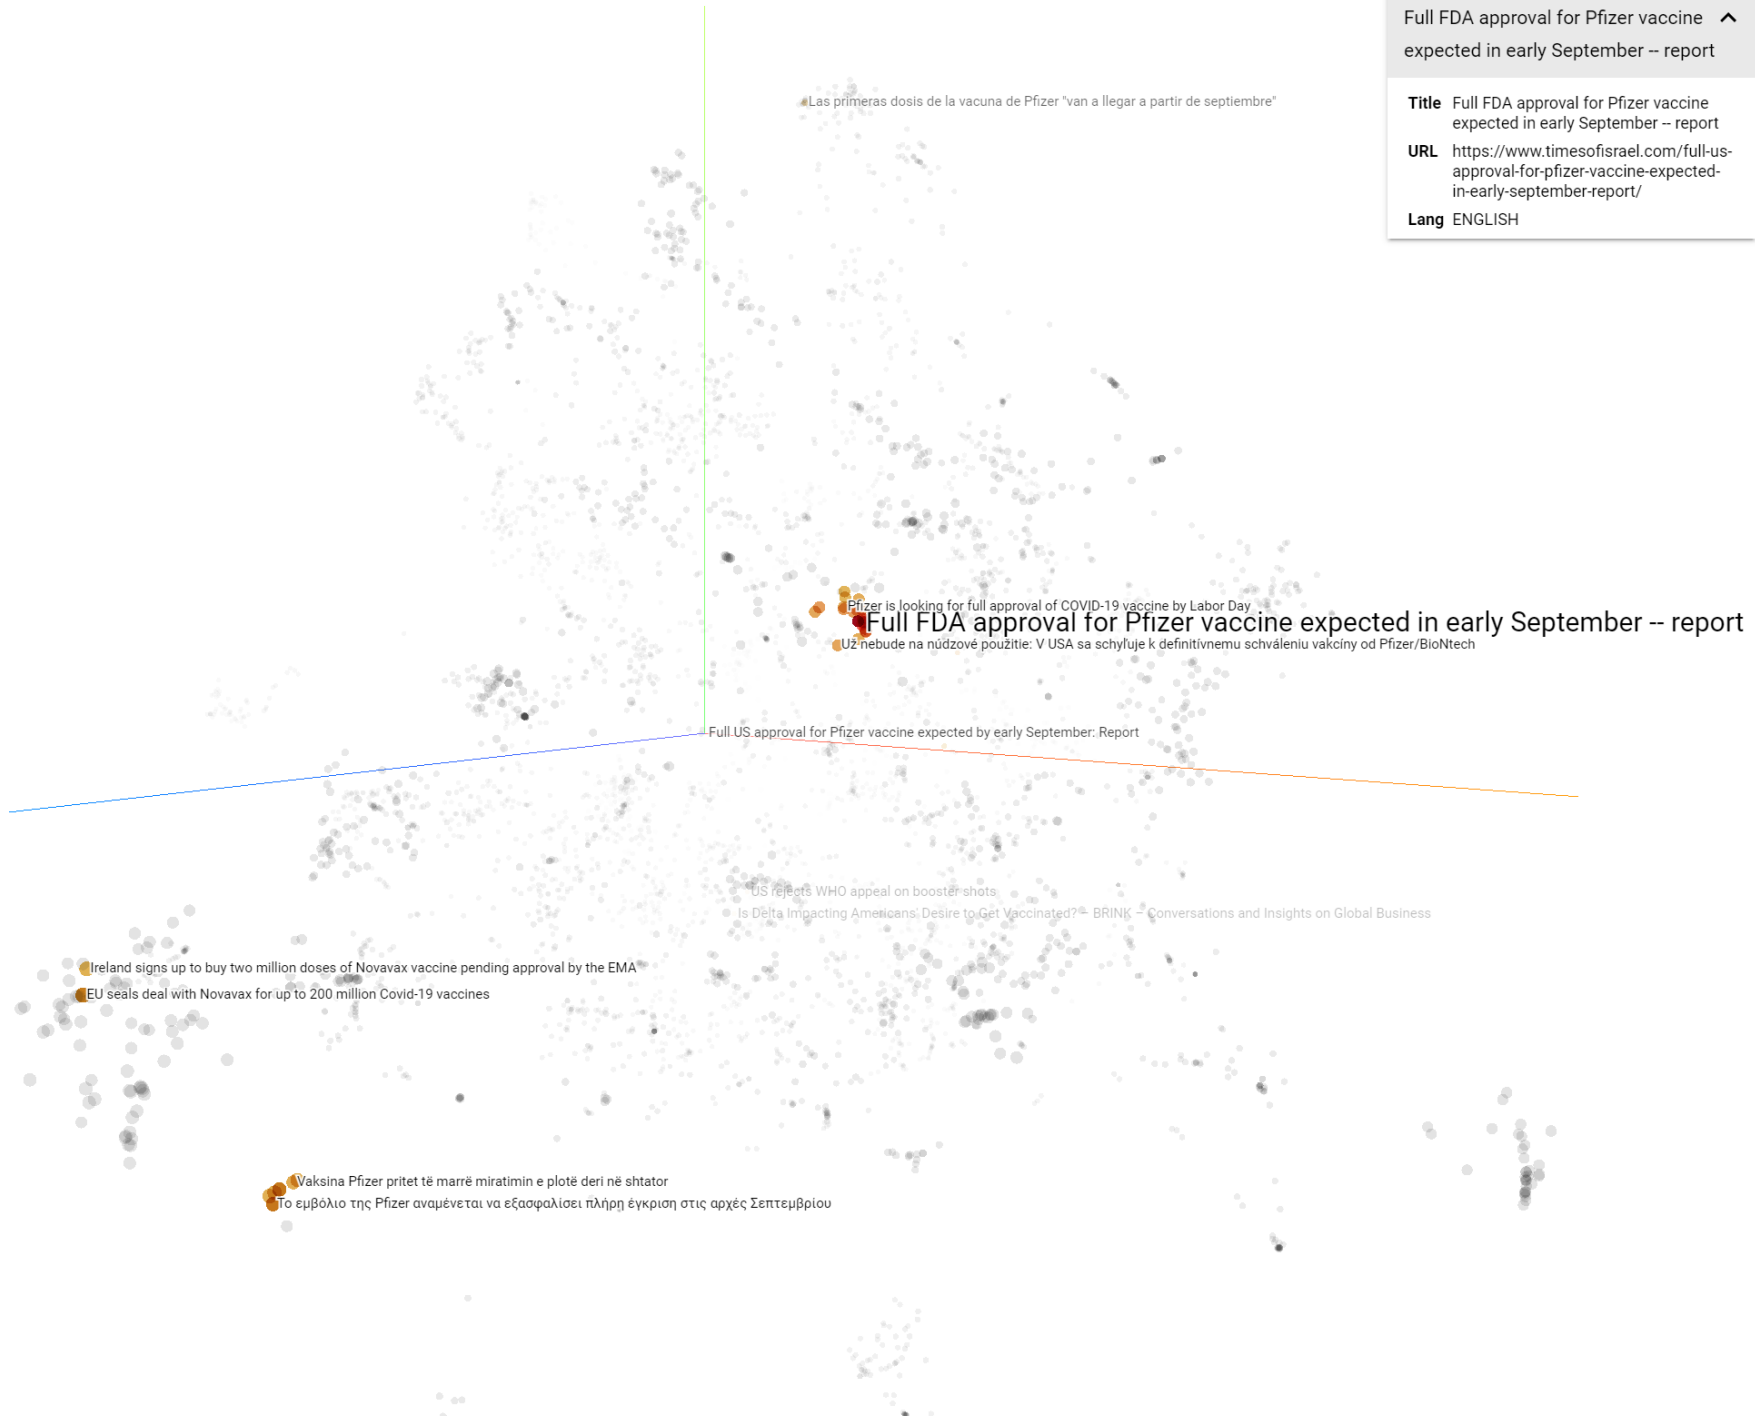 Full FDA approval for Pfizer vaccine
expected in early September -- report
Title Full FDA approval for Pfizer vaccine
expected in early September -- report
URL https://www.timesofisrael.com/full-us-
approval-for-pfizer-vaccine-expected-
in-early-september-report/
Lang ENGLISH
Las primeras dosis de la vacuna de Pfizer "van a llegar a partir de septiembre"
Pfizer is looking for full approval of COVID-19 vaccine by Labor Day
Full FDA approval for Pfizer vaccine expected in early September -- report
Už nebude na núdzové použitie: V USA sa schyľuje k definitívnemu schváleniu vakcíny od Pfizer/BioNtech
Full US approval for Pfizer vaccine expected by early September: Report
US rejects WHO appeal on booster shots
Is Delta Impacting Americans' Desire to Get Vaccinated? – BRINK – Conversations and Insights on Global Business
Ireland signs up to buy two million doses of Novavax vaccine pending approval by the EMA
EU seals deal with Novavax for up to 200 million Covid-19 vaccines
Vaksina Pfizer pritet të marrë miratimin e plotë deri në shtator
Το εμβόλιο της Pfizer αναμένεται να εξασφαλίσει πλήρη έγκριση στις αρχές Σεπτεμβρίου